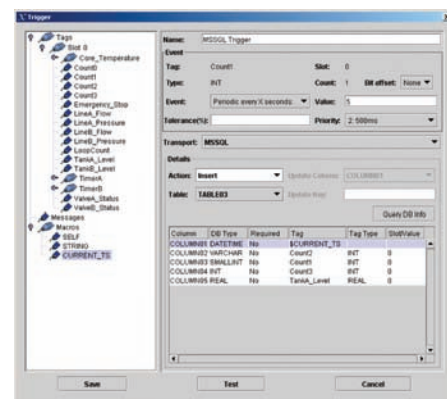 Trigger
Tags
Slot 0
Core_Temperature
Count0
Count1
Count2
Count3
Emergency_Stop
LineA_Flow
LineA_Pressure
LineB_Flow
LineB_Pressure
LoopCount
TankA_Level
TankB_Level
TimerA
TimerB
ValveA_Status
ValveB_Status
Messages
Macros
SELF
STRING
CURRENT_TS
Name: MSSQL Trigger
Event
Tag: Count1 Slot: 0
Type: INT Count: 1 Bit offset: None
Event: Periodic every X seconds Value: 5
Tolerance(%): Priority: 2: 500ms
Transport: MSSQL
Details
Action: Insert Update Column: COLUMN01
Table: TABLEB3 Update Key:
Query DB Info
Column DB Type Required Tag Tag Type Slot/Value
COLUMN01 DATETIME No $CURRENT_TS
COLUMN02 VARCHAR No Count2 INT 0
COLUMN03 SMALLINT No Count1 INT 0
COLUMN04 INT No Count3 INT 0
COLUMN05 REAL No TankA_Level REAL 0
Save Test Cancel